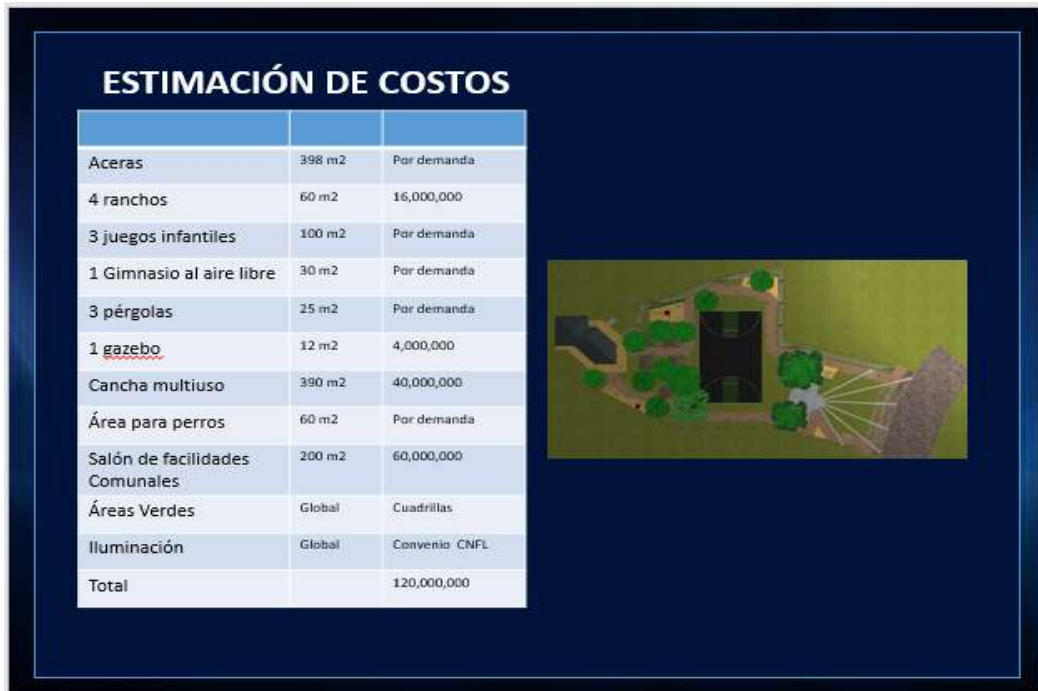 ESTIMACIÓN DE COSTOS
Aceras 398 m2 Por demanda
4 ranchos 60 m2 16,000,000
3 juegos infantiles 100 m2 Por demanda
1 Gimnasio al aire libre 30 m2 Por demanda
3 pérgolas 25 m2 Por demanda
1 gazebo 12 m2 4,000,000
Cancha multiuso 390 m2 40,000,000
Área para perros 60 m2 Por demanda
Salón de facilidades 200 m2 60,000,000
Comunales
Áreas Verdes Global Cuadrillas
Iluminación Global Convenio CNFL
Total 120,000,000